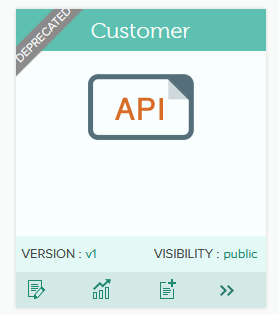 DEPRECATED
Customer
API
VERSION : v1 VISIBILITY : public